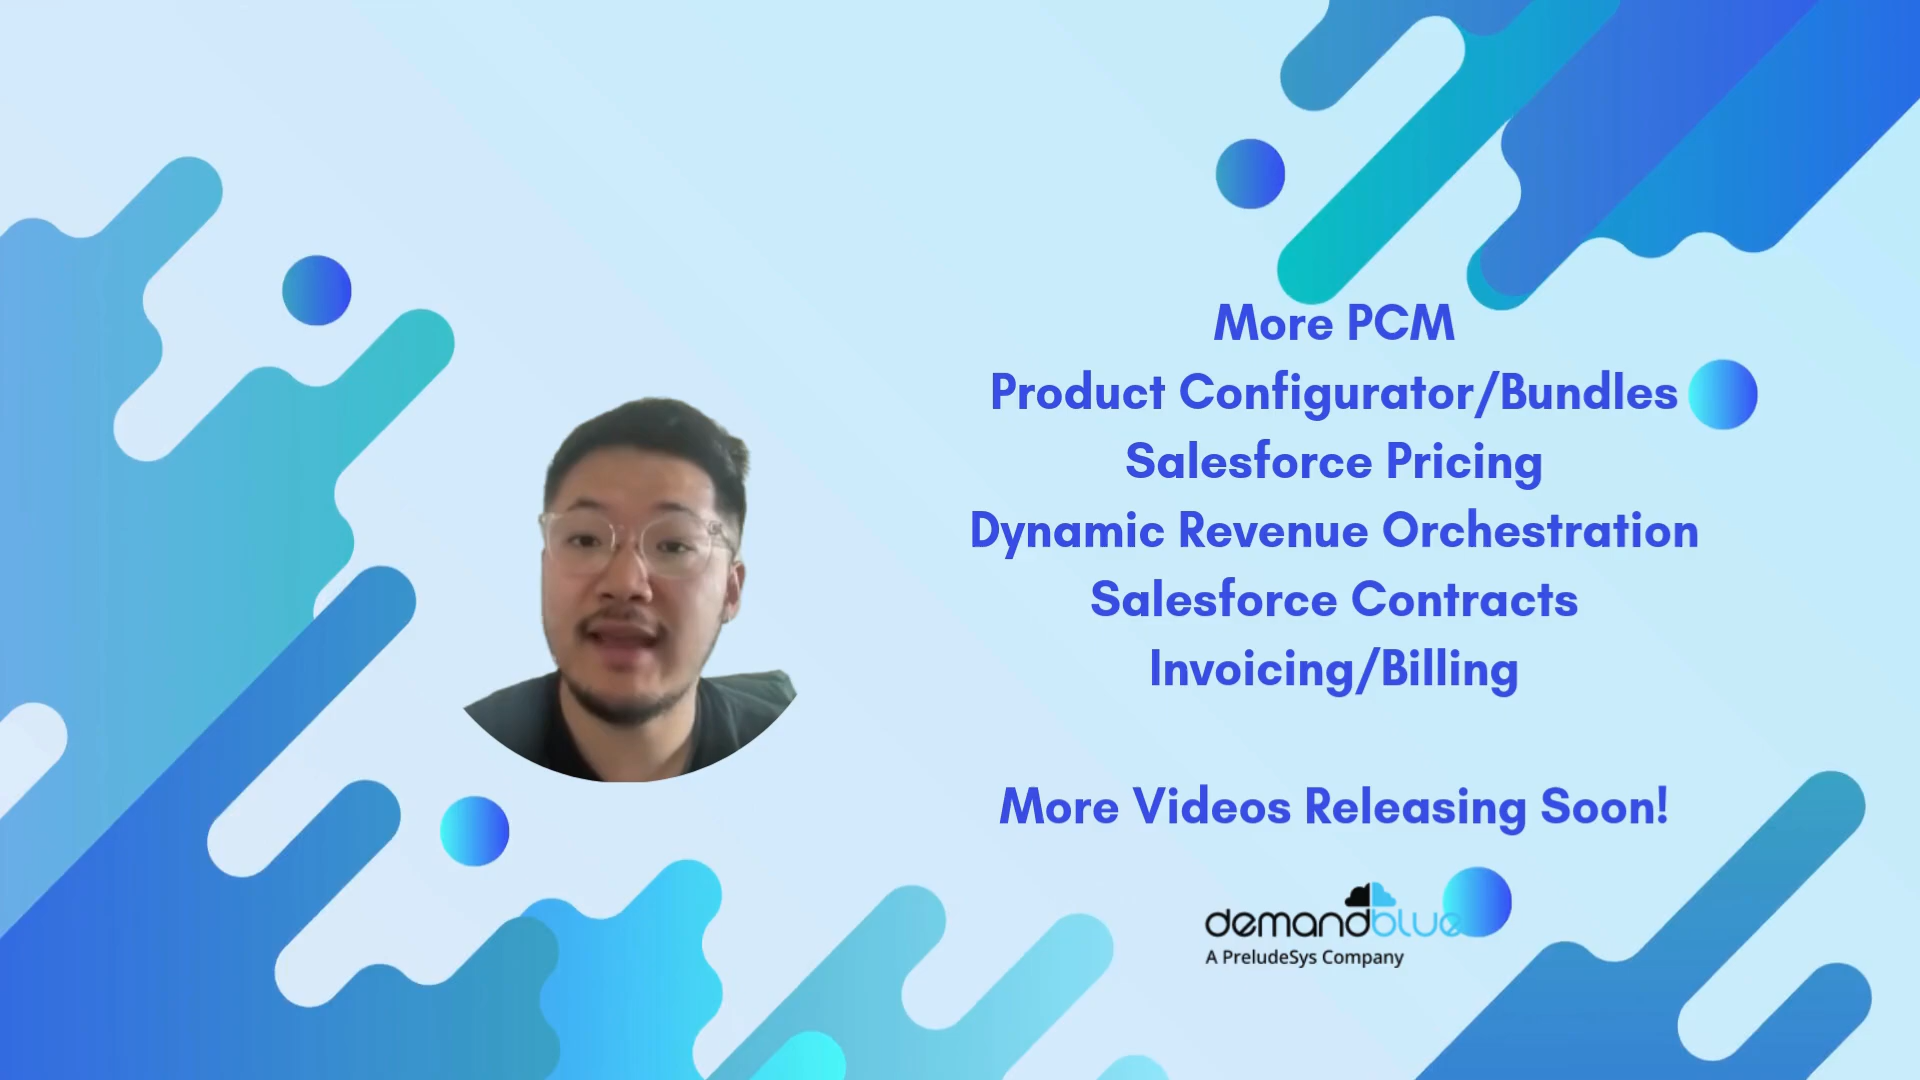 More PCM
Product Configurator/Bundles
Salesforce Pricing
Dynamic Revenue Orchestration
Salesforce Contracts
Invoicing/Billing
More Videos Releasing Soon!
demandblue
A PreludeSys Company